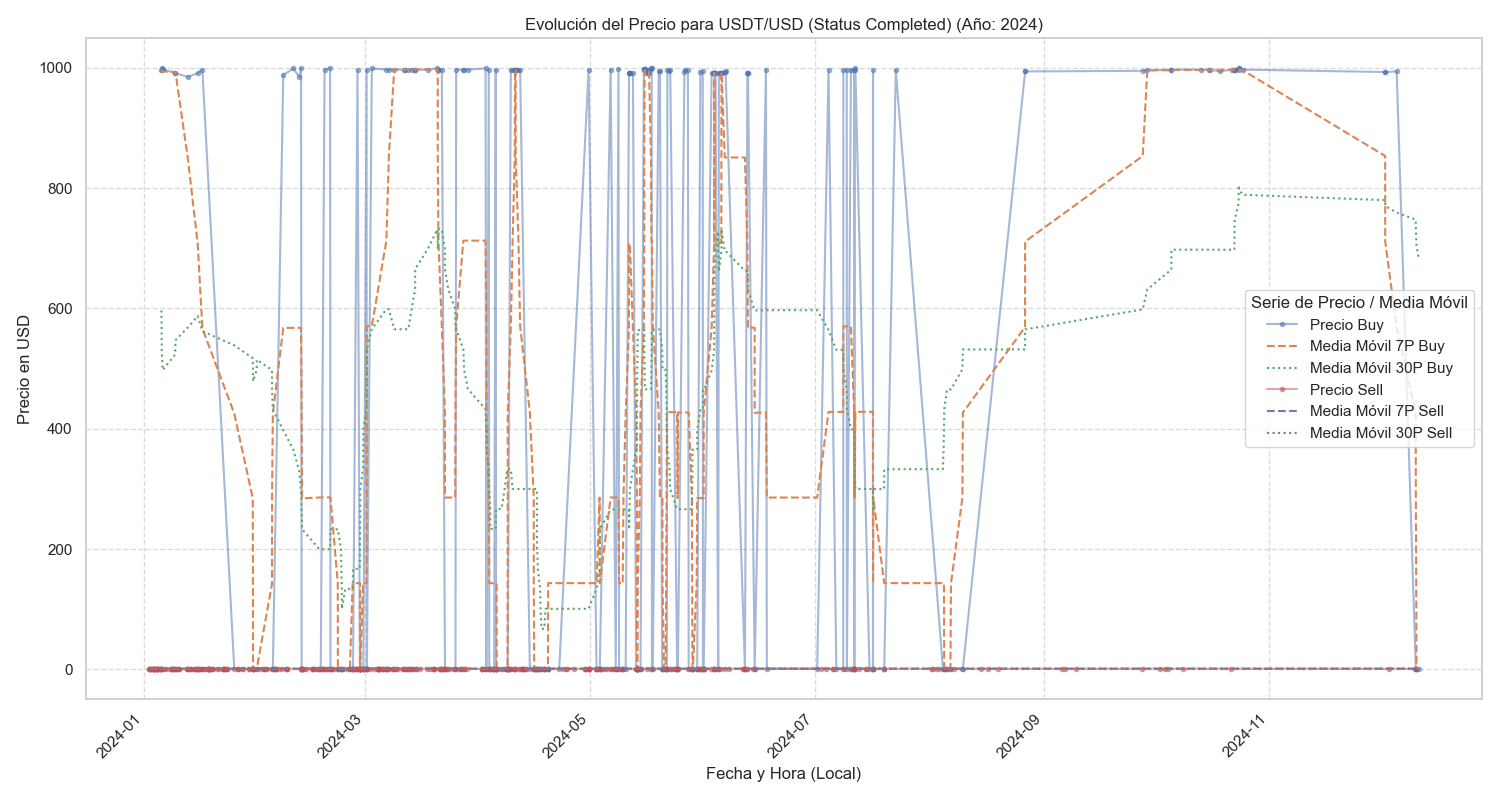 Evolución del Precio para USDT/USD (Status Completed) (Año: 2024)
Precio en USD
1000
800
600
400
200
0
Serie de Precio / Media Móvil
Precio Buy
Media Móvil 7P Buy
Media Móvil 30P Buy
Precio Sell
Media Móvil 7P Sell
Media Móvil 30P Sell
2024-01
2024-03
2024-05
2024-07
2024-09
2024-11
Fecha y Hora (Local)